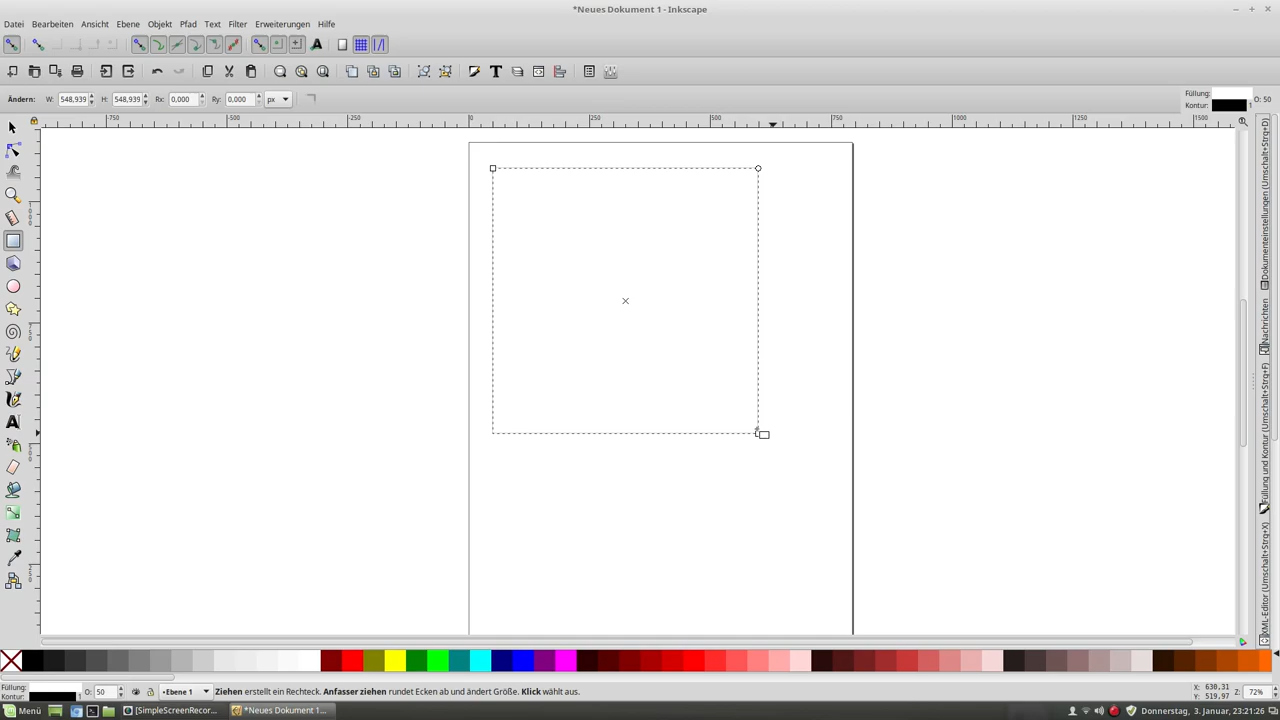 *Neues Dokument 1 - Inkscape
Datei Bearbeiten Ansicht Ebene Objekt Pfad Text Filter Erweiterungen Hilfe
Ändern: W: 548,939 H: 548,939 Rx: 0,000 Ry: 0,000 px
Füllung:
Kontur: 1 O: 50
-750 -500 -250 0 250 500 750 1000 1250 1500
Dokumenteinstellungen (Umschalt+Strg+D)
Nachrichten
Füllung und Kontur (Umschalt+Strg+F)
XML-Editor (Umschalt+Strg+X)
Füllung:
Kontur: 1 O: 50 •Ebene 1 Ziehen erstellt ein Rechteck. Anfasser ziehen rundet Ecken ab und ändert Größe. Klick wählt aus.
X: 630,31
Y: 519,97 Z: 72%
Menü [SimpleScreenRecor... *Neues Dokument 1... Donnerstag, 3. Januar, 23:21:26